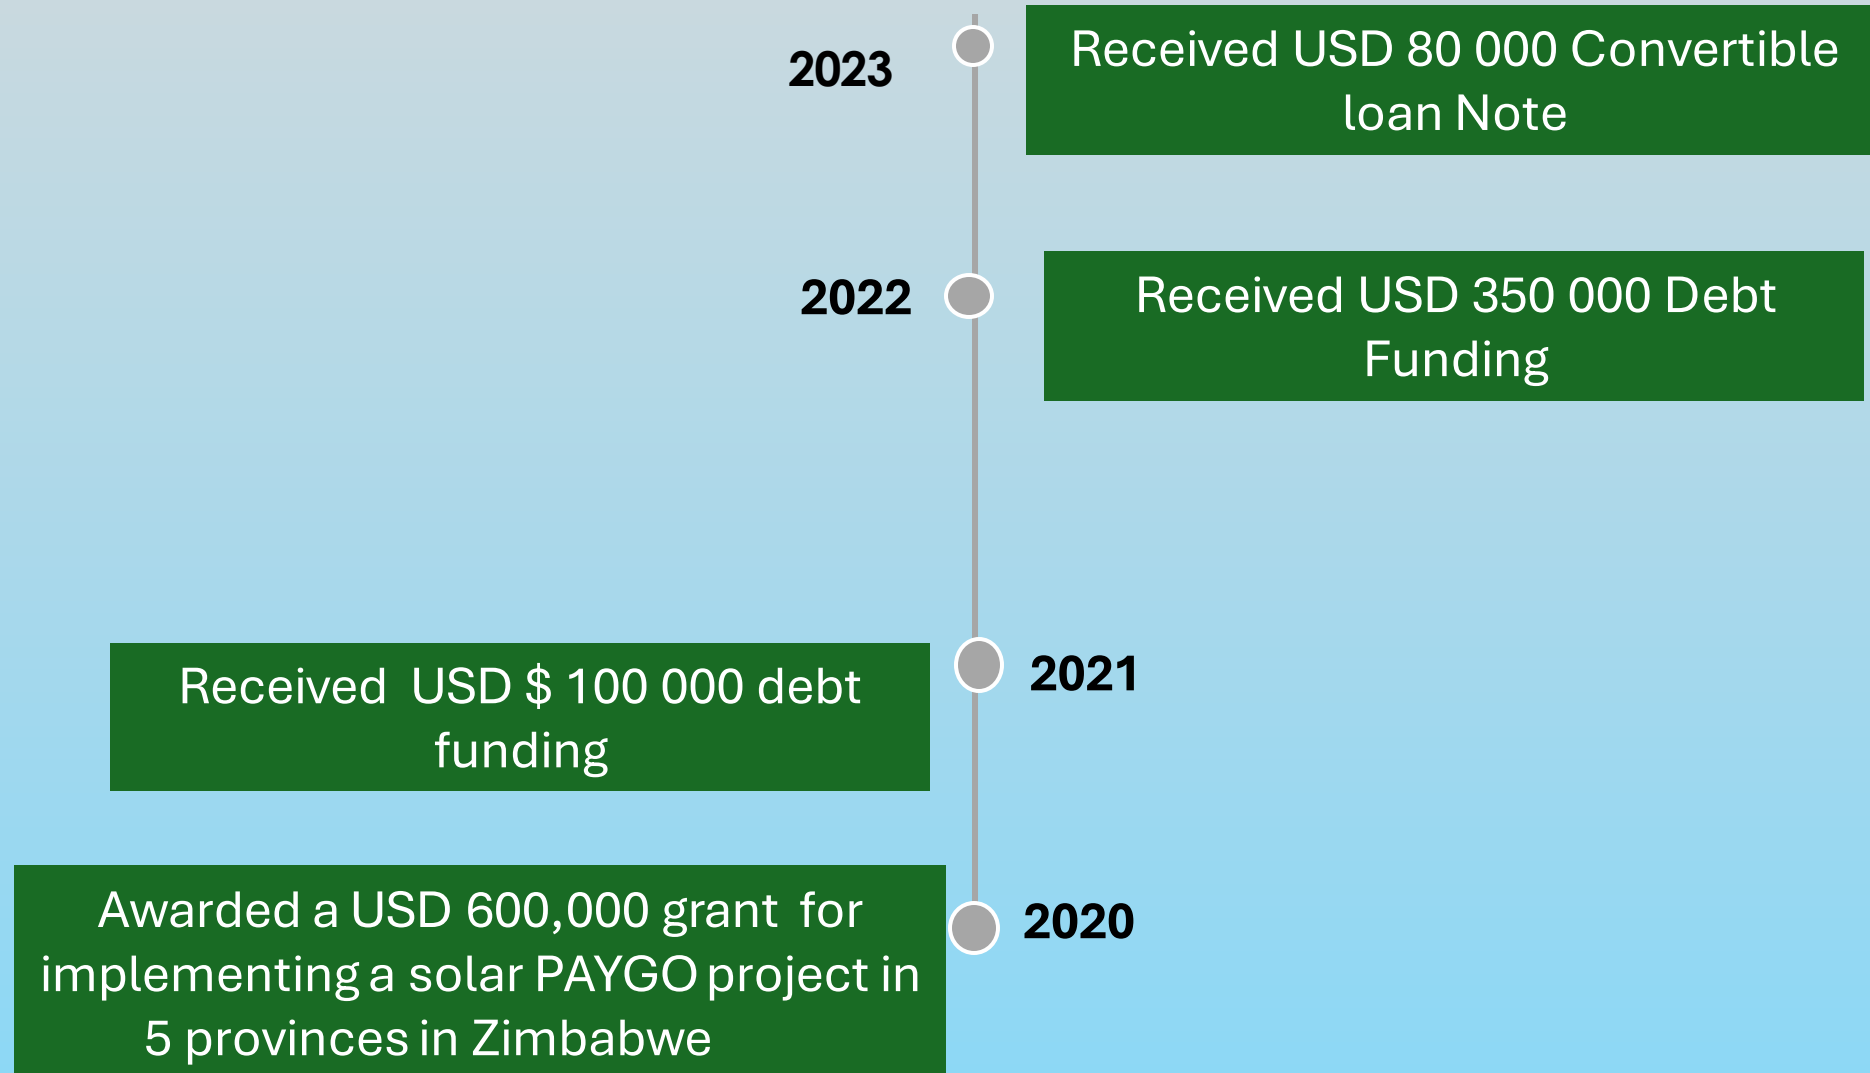 2023
Received USD 80 000 Convertible
loan Note
2022
Received USD 350 000 Debt
Funding
Received  USD $ 100 000 debt
funding
2021
Awarded a USD 600,000 grant  for
implementing a solar PAYGO project in
5 provinces in Zimbabwe
2020